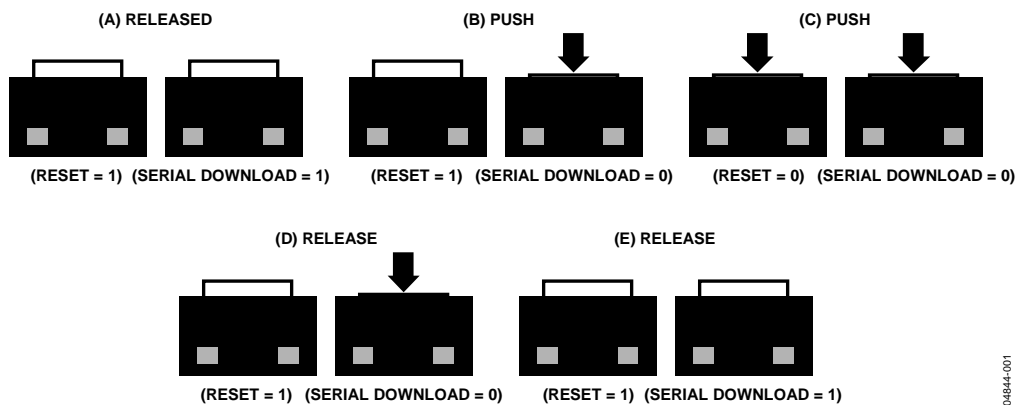 (A) RELEASED
(B) PUSH
(C) PUSH
(RESET = 1) (SERIAL DOWNLOAD = 1)
(RESET = 1) (SERIAL DOWNLOAD = 0)
(RESET = 0) (SERIAL DOWNLOAD = 0)
(D) RELEASE
(E) RELEASE
(RESET = 1) (SERIAL DOWNLOAD = 0)
(RESET = 1) (SERIAL DOWNLOAD = 1)
04844-001